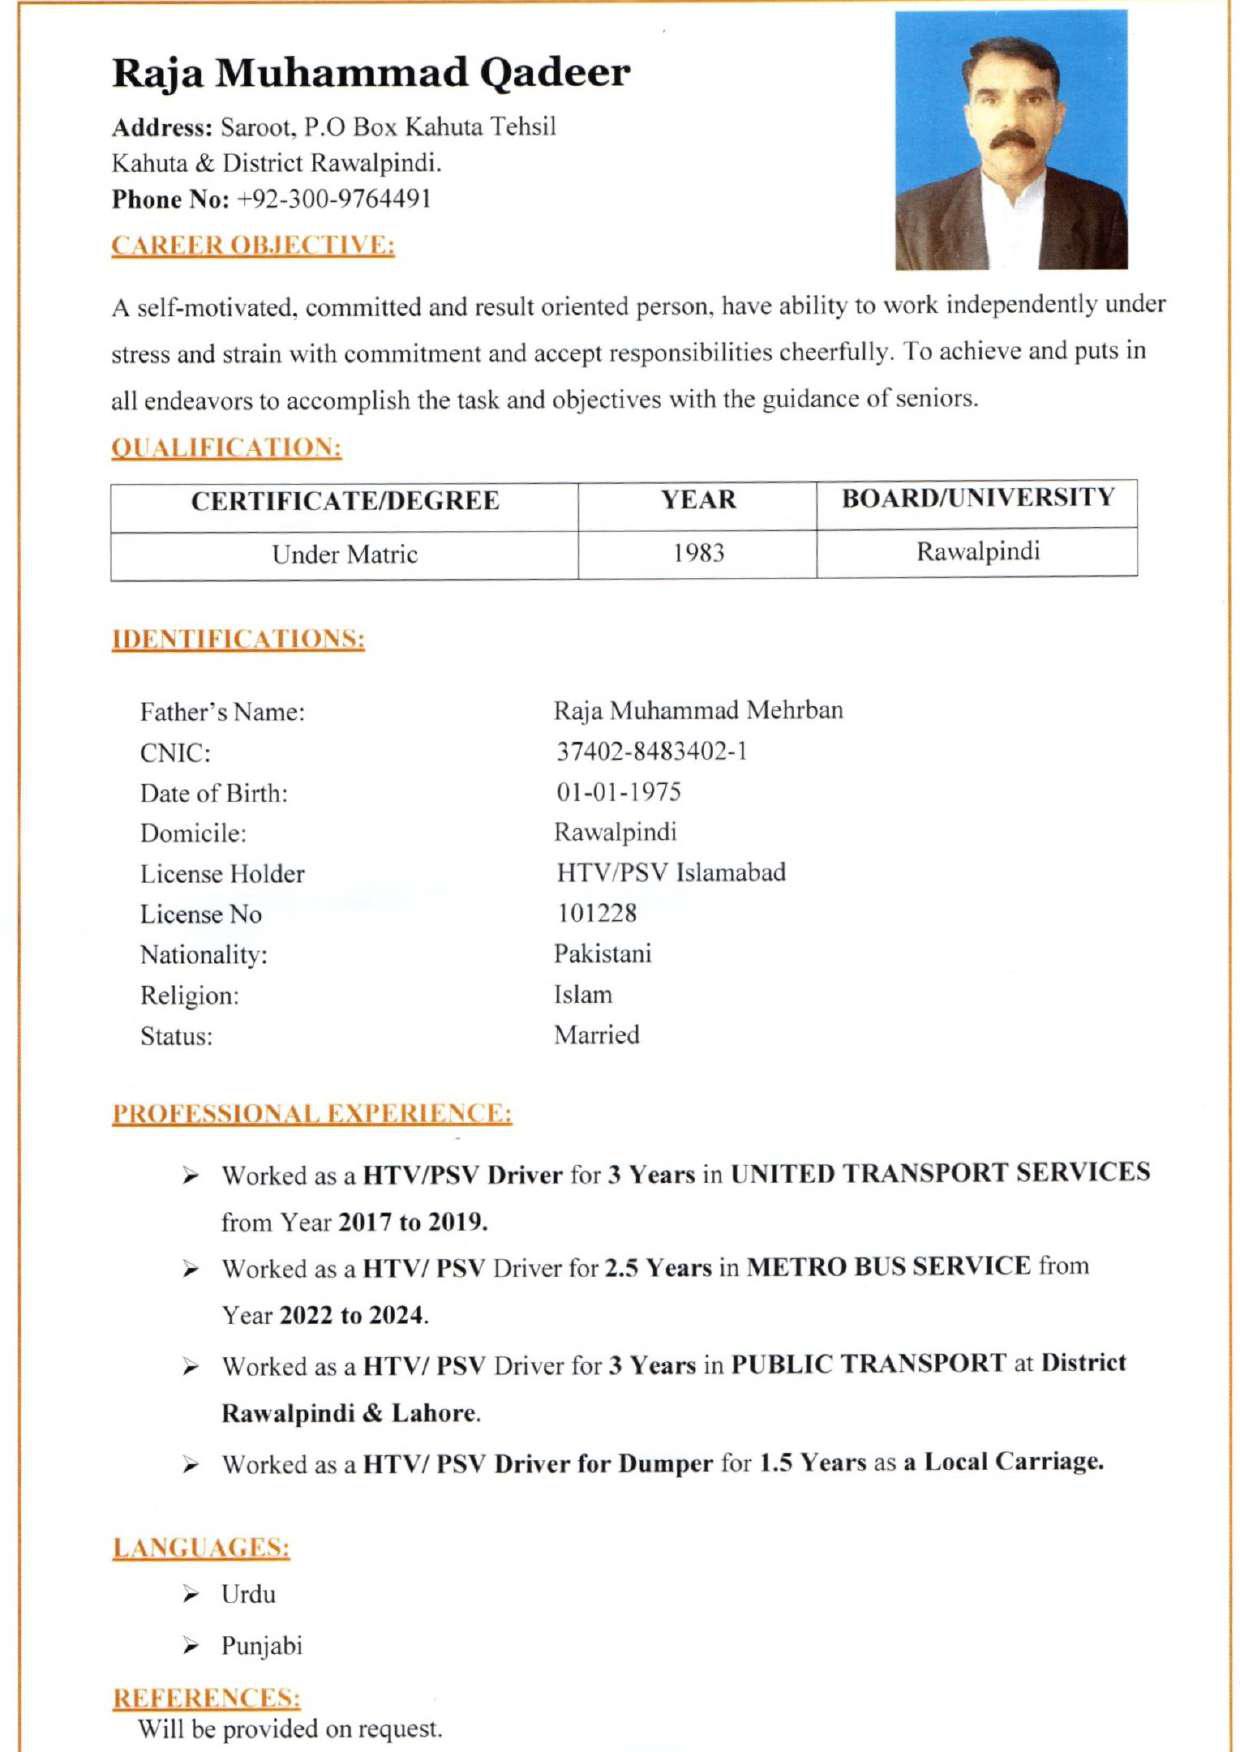 Raja Muhammad Qadeer
Address: Saroot, P.O Box Kahuta Tehsil
Kahuta & District Rawalpindi.
Phone No: +92-300-9764491
CAREER OBJECTIVE:
A self-motivated, committed and result oriented person, have ability to work independently under
stress and strain with commitment and accept responsibilities cheerfully. To achieve and puts in
all endeavors to accomplish the task and objectives with the guidance of seniors.
QUALIFICATION:
CERTIFICATE/DEGREE YEAR BOARD/UNIVERSITY
Under Matric 1983 Rawalpindi
IDENTIFICATIONS:
Father's Name: Raja Muhammad Mehrban
CNIC: 37402-8483402-1
Date of Birth: 01-01-1975
Domicile: Rawalpindi
License Holder HTV/PSV Islamabad
License No 101228
Nationality: Pakistani
Religion: Islam
Status: Married
PROFESSIONAL EXPERIENCE:
➢ Worked as a HTV/PSV Driver for 3 Years in UNITED TRANSPORT SERVICES
from Year 2017 to 2019.
➢ Worked as a HTV/ PSV Driver for 2.5 Years in METRO BUS SERVICE from
Year 2022 to 2024.
➢ Worked as a HTV/ PSV Driver for 3 Years in PUBLIC TRANSPORT at District
Rawalpindi & Lahore.
➢ Worked as a HTV/ PSV Driver for Dumper for 1.5 Years as a Local Carriage.
LANGUAGES:
➢ Urdu
➢ Punjabi
REFERENCES:
Will be provided on request.